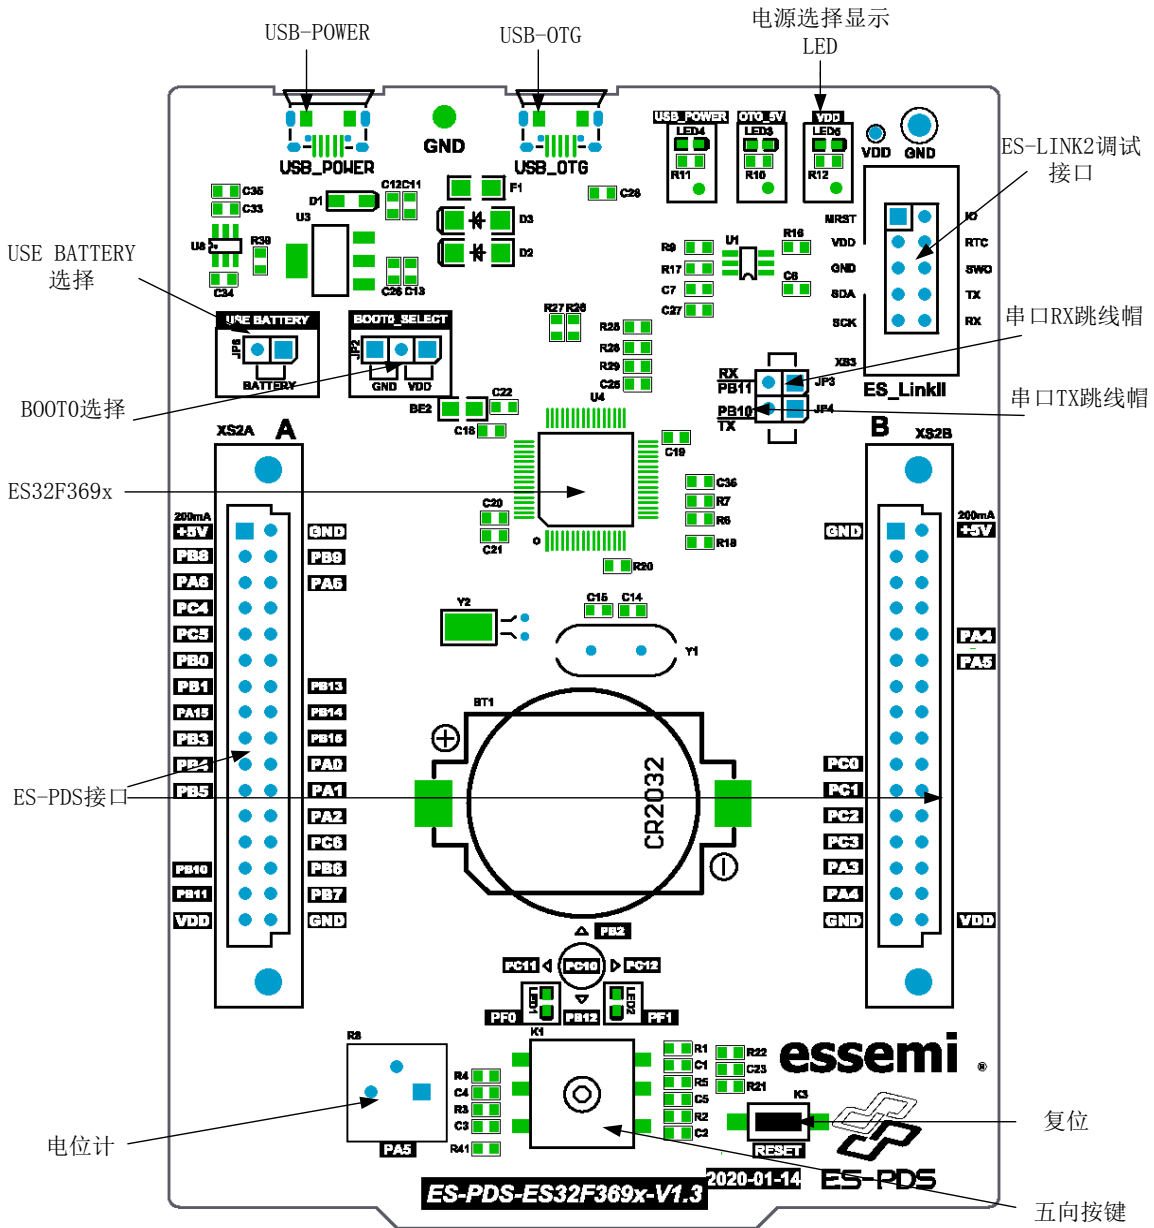 USB-POWER
USB-OTG
电源选择显示
LED
USB_POWER
OTG_5V
VDD
LED4
LED3
LED5
R11
R10
R12
VDD
GND
GND
USB_POWER
USB_OTG
ES-LINK2调试
接口
C35
C33
D1
C12
C11
F1
C28
U3
D3
U8
R30
D2
C34
C26
C13
USE BATTERY
选择
R9
U1
R16
R17
C7
C6
C27
MRST
IO
VDD
RTC
GND
SWO
SDA
TX
SCK
RX
XS3
ES_LinkII
USE BATTERY
JP6
BATTERY
BOOT0_SELECT
JP2
GND
VDD
R27
R26
R25
R28
R29
C25
U4
串口RX跳线帽
RX
PB11
JP3
PB10
JP4
TX
串口TX跳线帽
BOOT0选择
BE2
C22
C18
C19
XS2A
A
B
XS2B
ES32F369x
C20
C21
C36
R7
R6
R18
R20
200mA
+5V
GND
PB8
PB9
PA6
PA6
PC4
PC5
PB0
PB1
PB13
PA15
PB14
PB3
PB15
PB4
PA0
PB5
PA1
PA2
PC6
PB10
PB6
PB11
PB7
VDD
GND
200mA
GND
+5V
PA4
PA5
PC0
PC1
PC2
PC3
PA3
PA4
GND
VDD
Y2
C15
C14
Y1
BT1
CR2032
ES-PDS接口
PB2
PC11
PC10
PC12
LED1
LED2
PF0
PB12
PF1
K1
R8
PA5
电位计
R4
C4
R3
C3
R41
R1
C1
R5
C5
R2
C2
R22
C23
R21
essemi ®
K3
RESET
复位
ES-PDS
ES-PDS-ES32F369x-V1.3
2020-01-14
五向按键